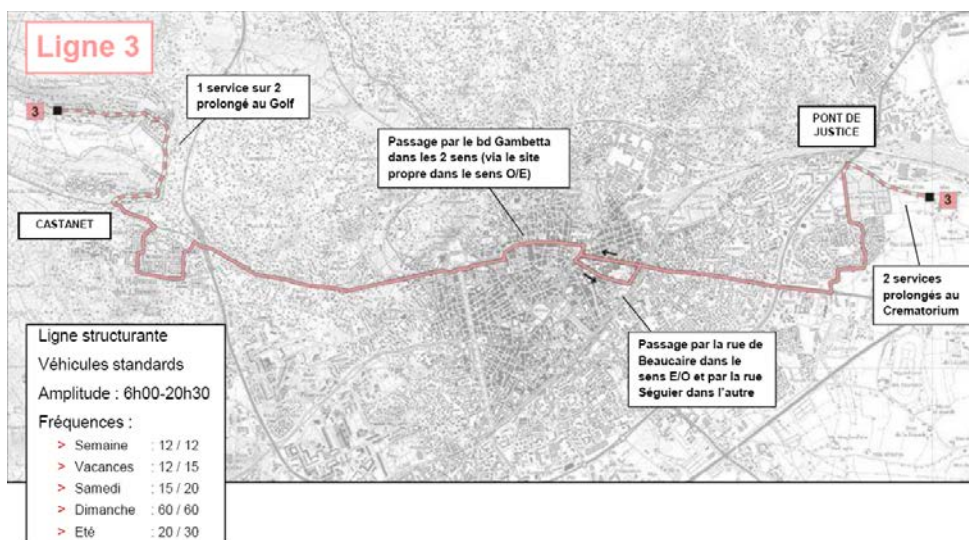 Ligne 3
1 service sur 2
prolongé au Golf
3
Passage par le bd Gambetta
dans les 2 sens (via le site
propre dans le sens O/E)
PONT DE
JUSTICE
3
CASTANET
2 services
prolongés au
Crematorium
Passage par la rue de
Beaucaire dans le
sens E/O et par la rue
Séguier dans l'autre
Ligne structurante
Véhicules standards
Amplitude : 6h00-20h30
Fréquences :
> Semaine : 12 / 12
> Vacances : 12 / 15
> Samedi : 15 / 20
> Dimanche : 60 / 60
> Eté : 20 / 30